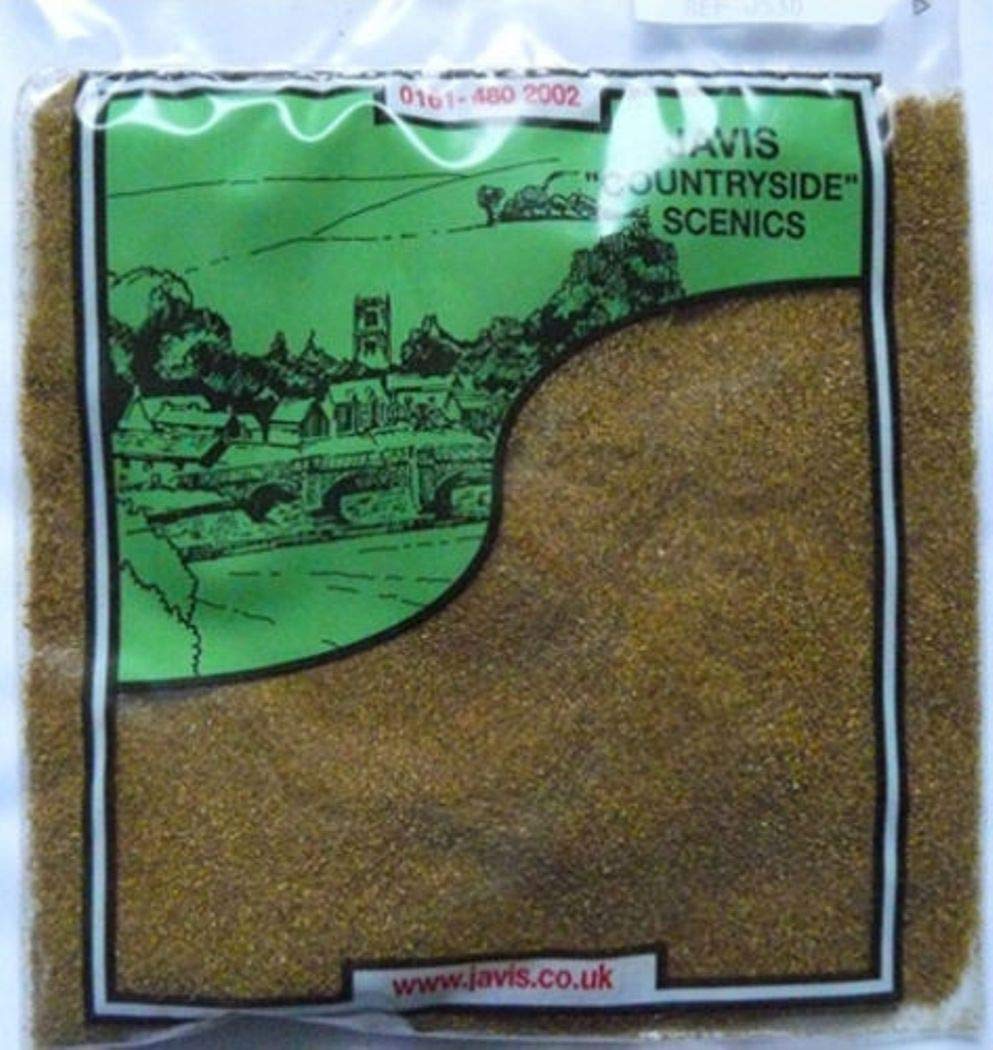 0161-480 2002
JAVIS
"COUNTRYSIDE"
SCENICS
www.javis.co.uk